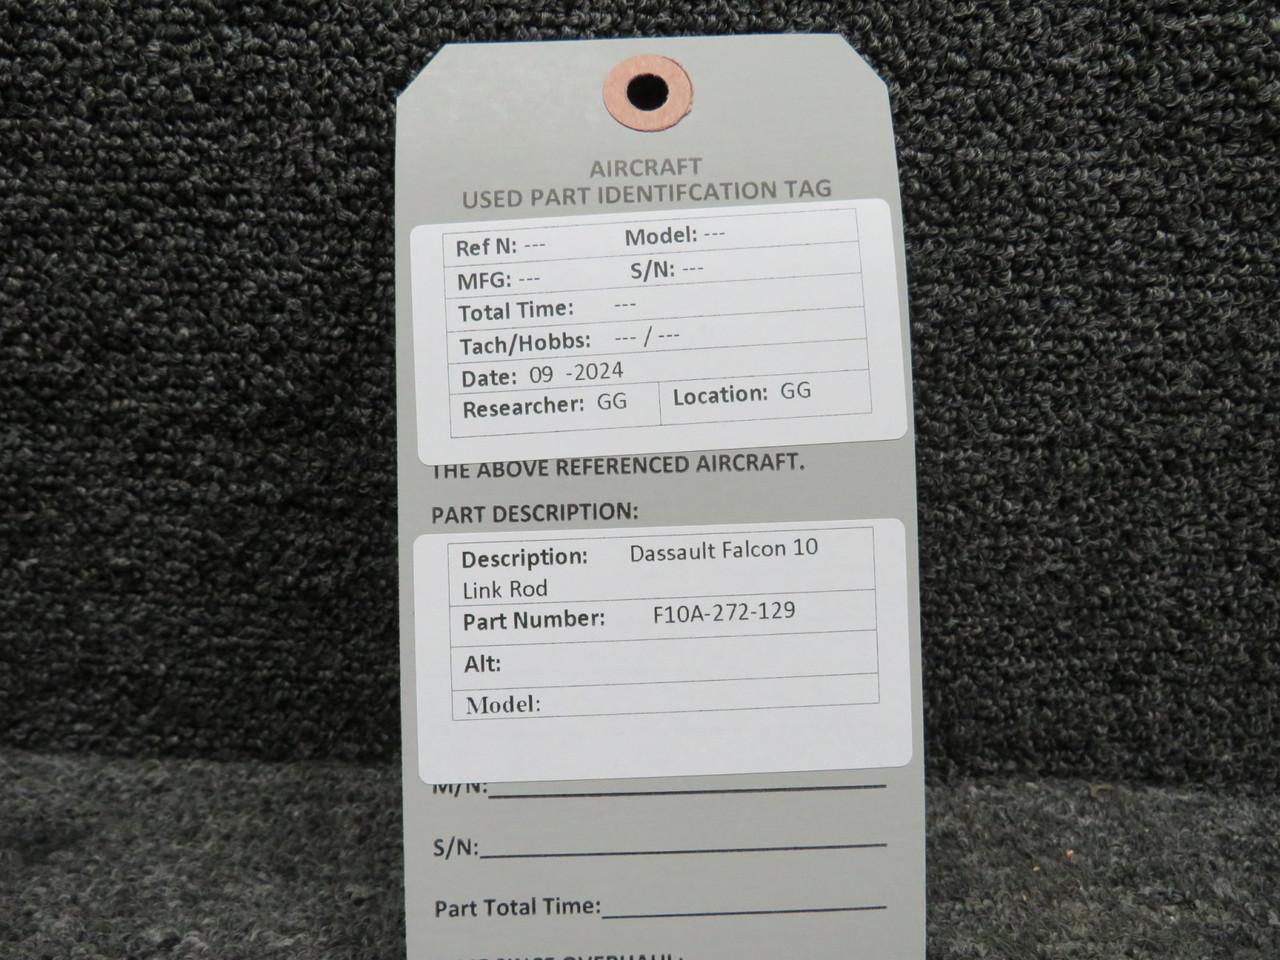 AIRCRAFT
USED PART IDENTIFCATION TAG
Ref N: --- Model: ---
MFG: --- S/N: ---
Total Time: ---
Tach/Hobbs: --- / ---
Date: 09 -2024
Researcher: GG Location: GG
THE ABOVE REFERENCED AIRCRAFT.
PART DESCRIPTION:
Description: Dassault Falcon 10
Link Rod
Part Number: F10A-272-129
Alt:
Model:
M/N:
S/N:
Part Total Time:
SINCE OVERHAUL: